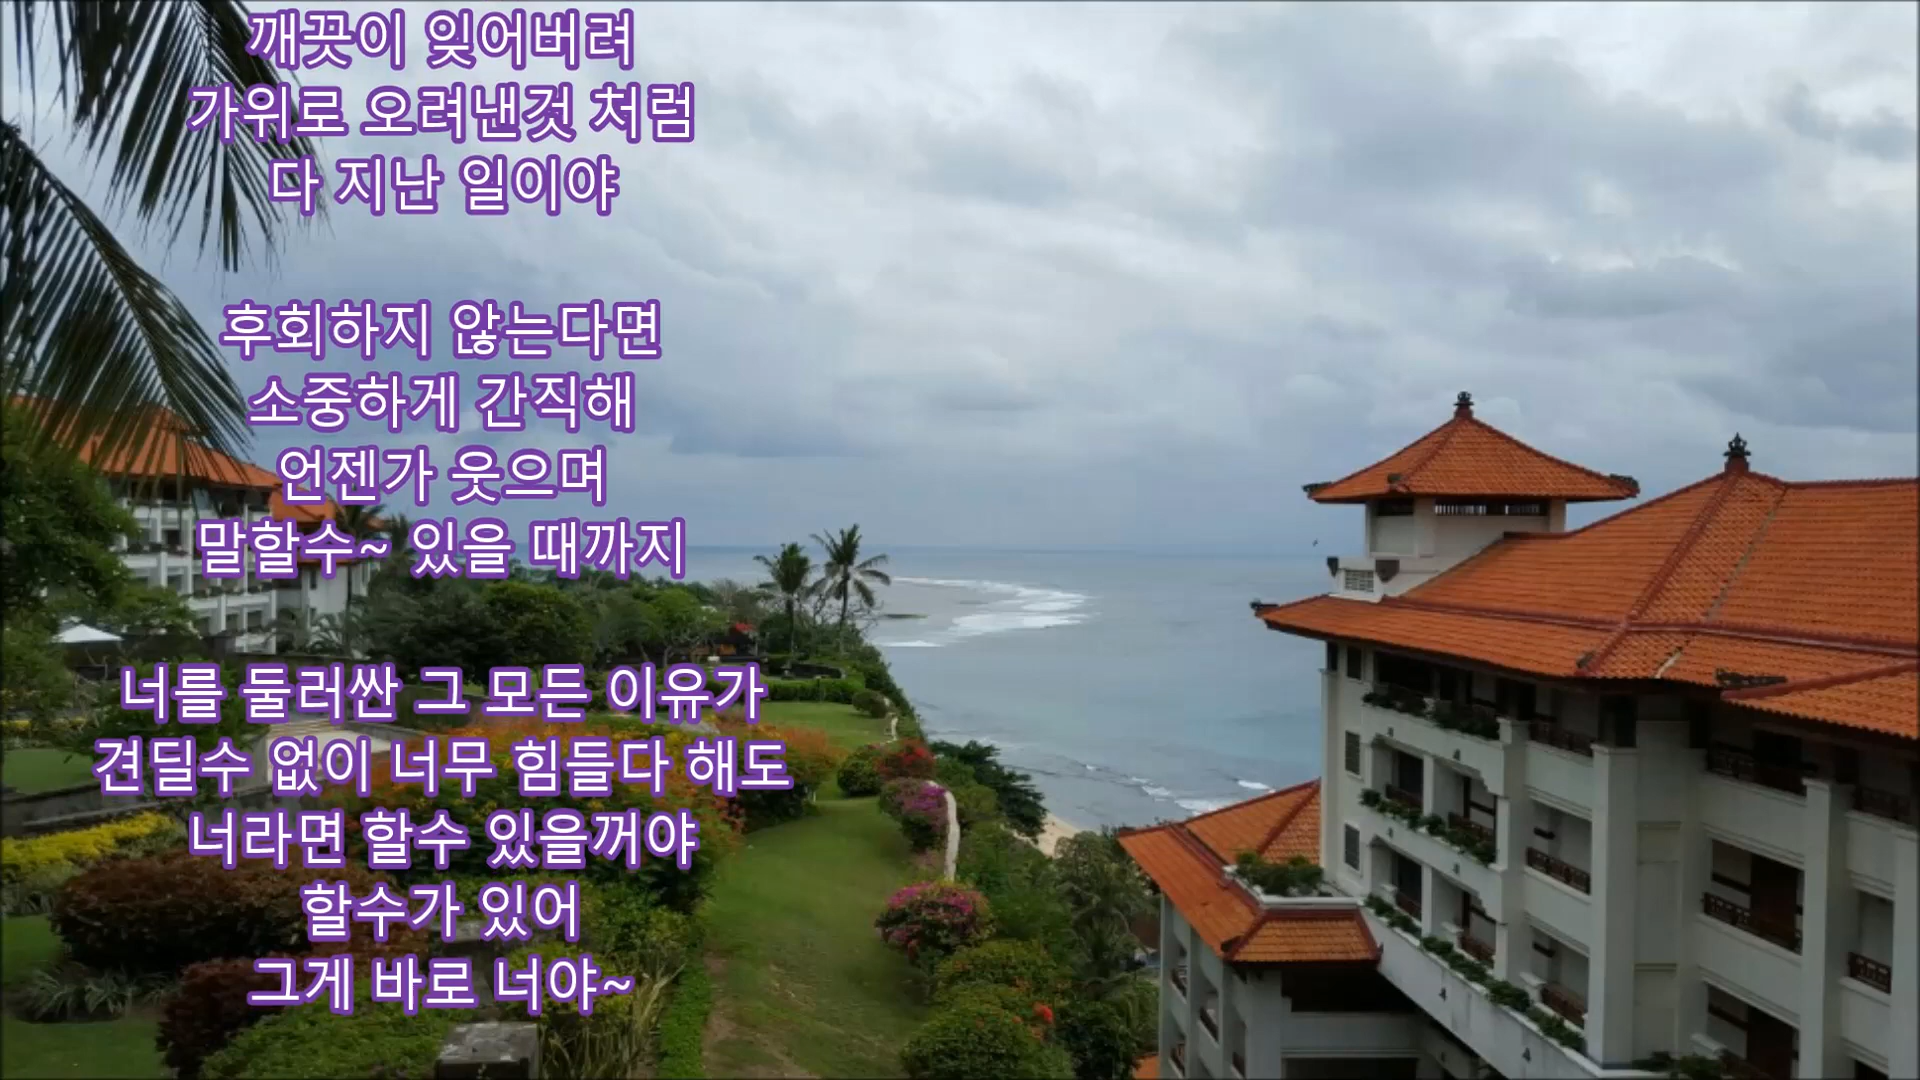 깨끗이 잊어버려
가위로 오려낸것 처럼
다 지난 일이야
후회하지 않는다면
소중하게 간직해
언젠가 웃으며
말할수~ 있을 때까지
너를 둘러싼 그 모든 이유가
견딜수 없이 너무 힘들다 해도
너라면 할수 있을꺼야
할수가 있어
그게 바로 너야~